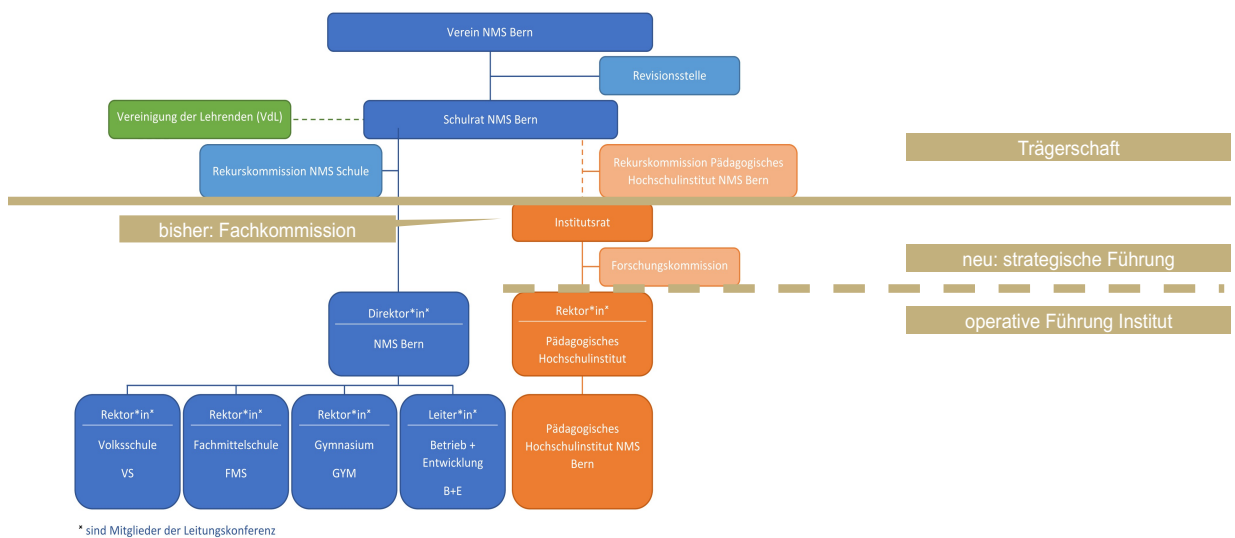 Verein NMS Bern
Revisionsstelle
Vereinigung der Lehrenden (VdL)
Schulrat NMS Bern
Trägerschaft
Rekurskommission NMS Schule
Rekurskommission Pädagogisches
Hochschulinstitut NMS Bern
bisher: Fachkommission
Institutsrat
neu: strategische Führung
Forschungskommission
Direktor*in*
NMS Bern
Rektor*in*
Pädagogisches
Hochschulinstitut
operative Führung Institut
Rektor*in*
Volksschule
VS
Rektor*in*
Fachmittelschule
FMS
Rektor*in*
Gymnasium
GYM
Leiter*in*
Betrieb +
Entwicklung
B+E
Pädagogisches
Hochschulinstitut NMS
Bern
* sind Mitglieder der Leitungskonferenz